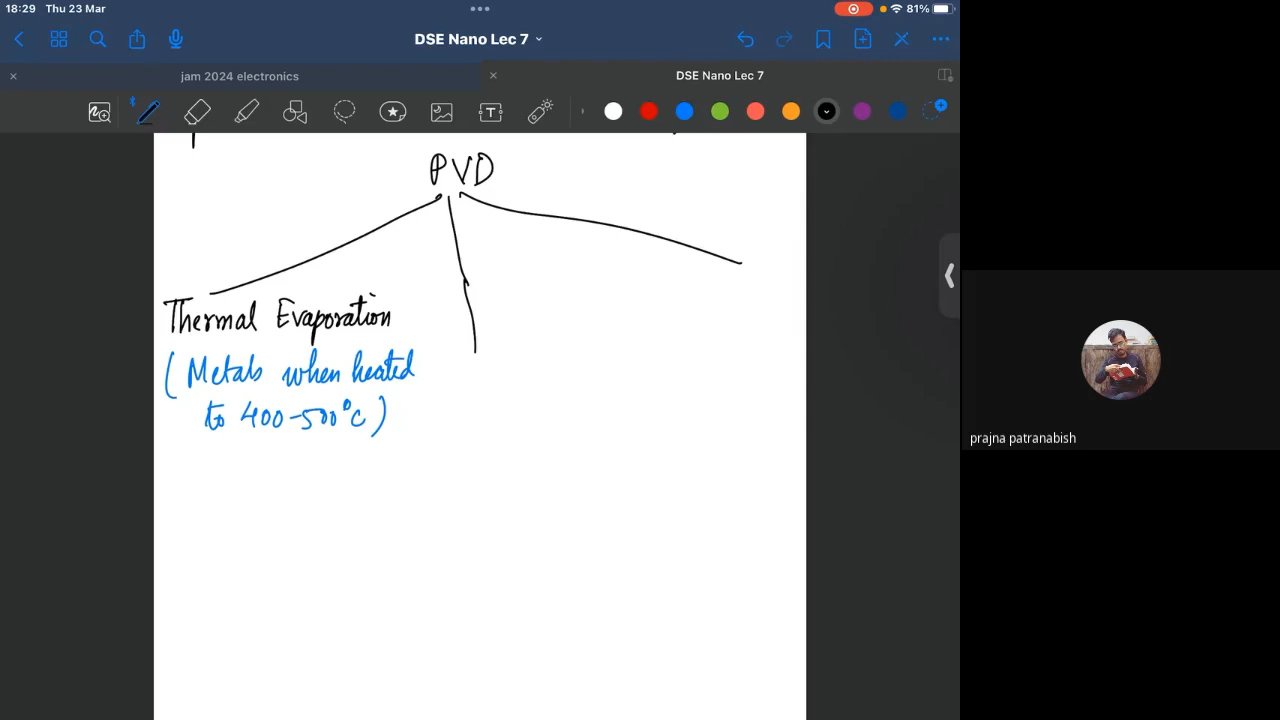 18:29 Thu 23 Mar
81%
DSE Nano Lec 7
jam 2024 electronics
DSE Nano Lec 7
PVD
Thermal Evaporation
(Metals when heated
to 400-500°C)
prajna patranabish